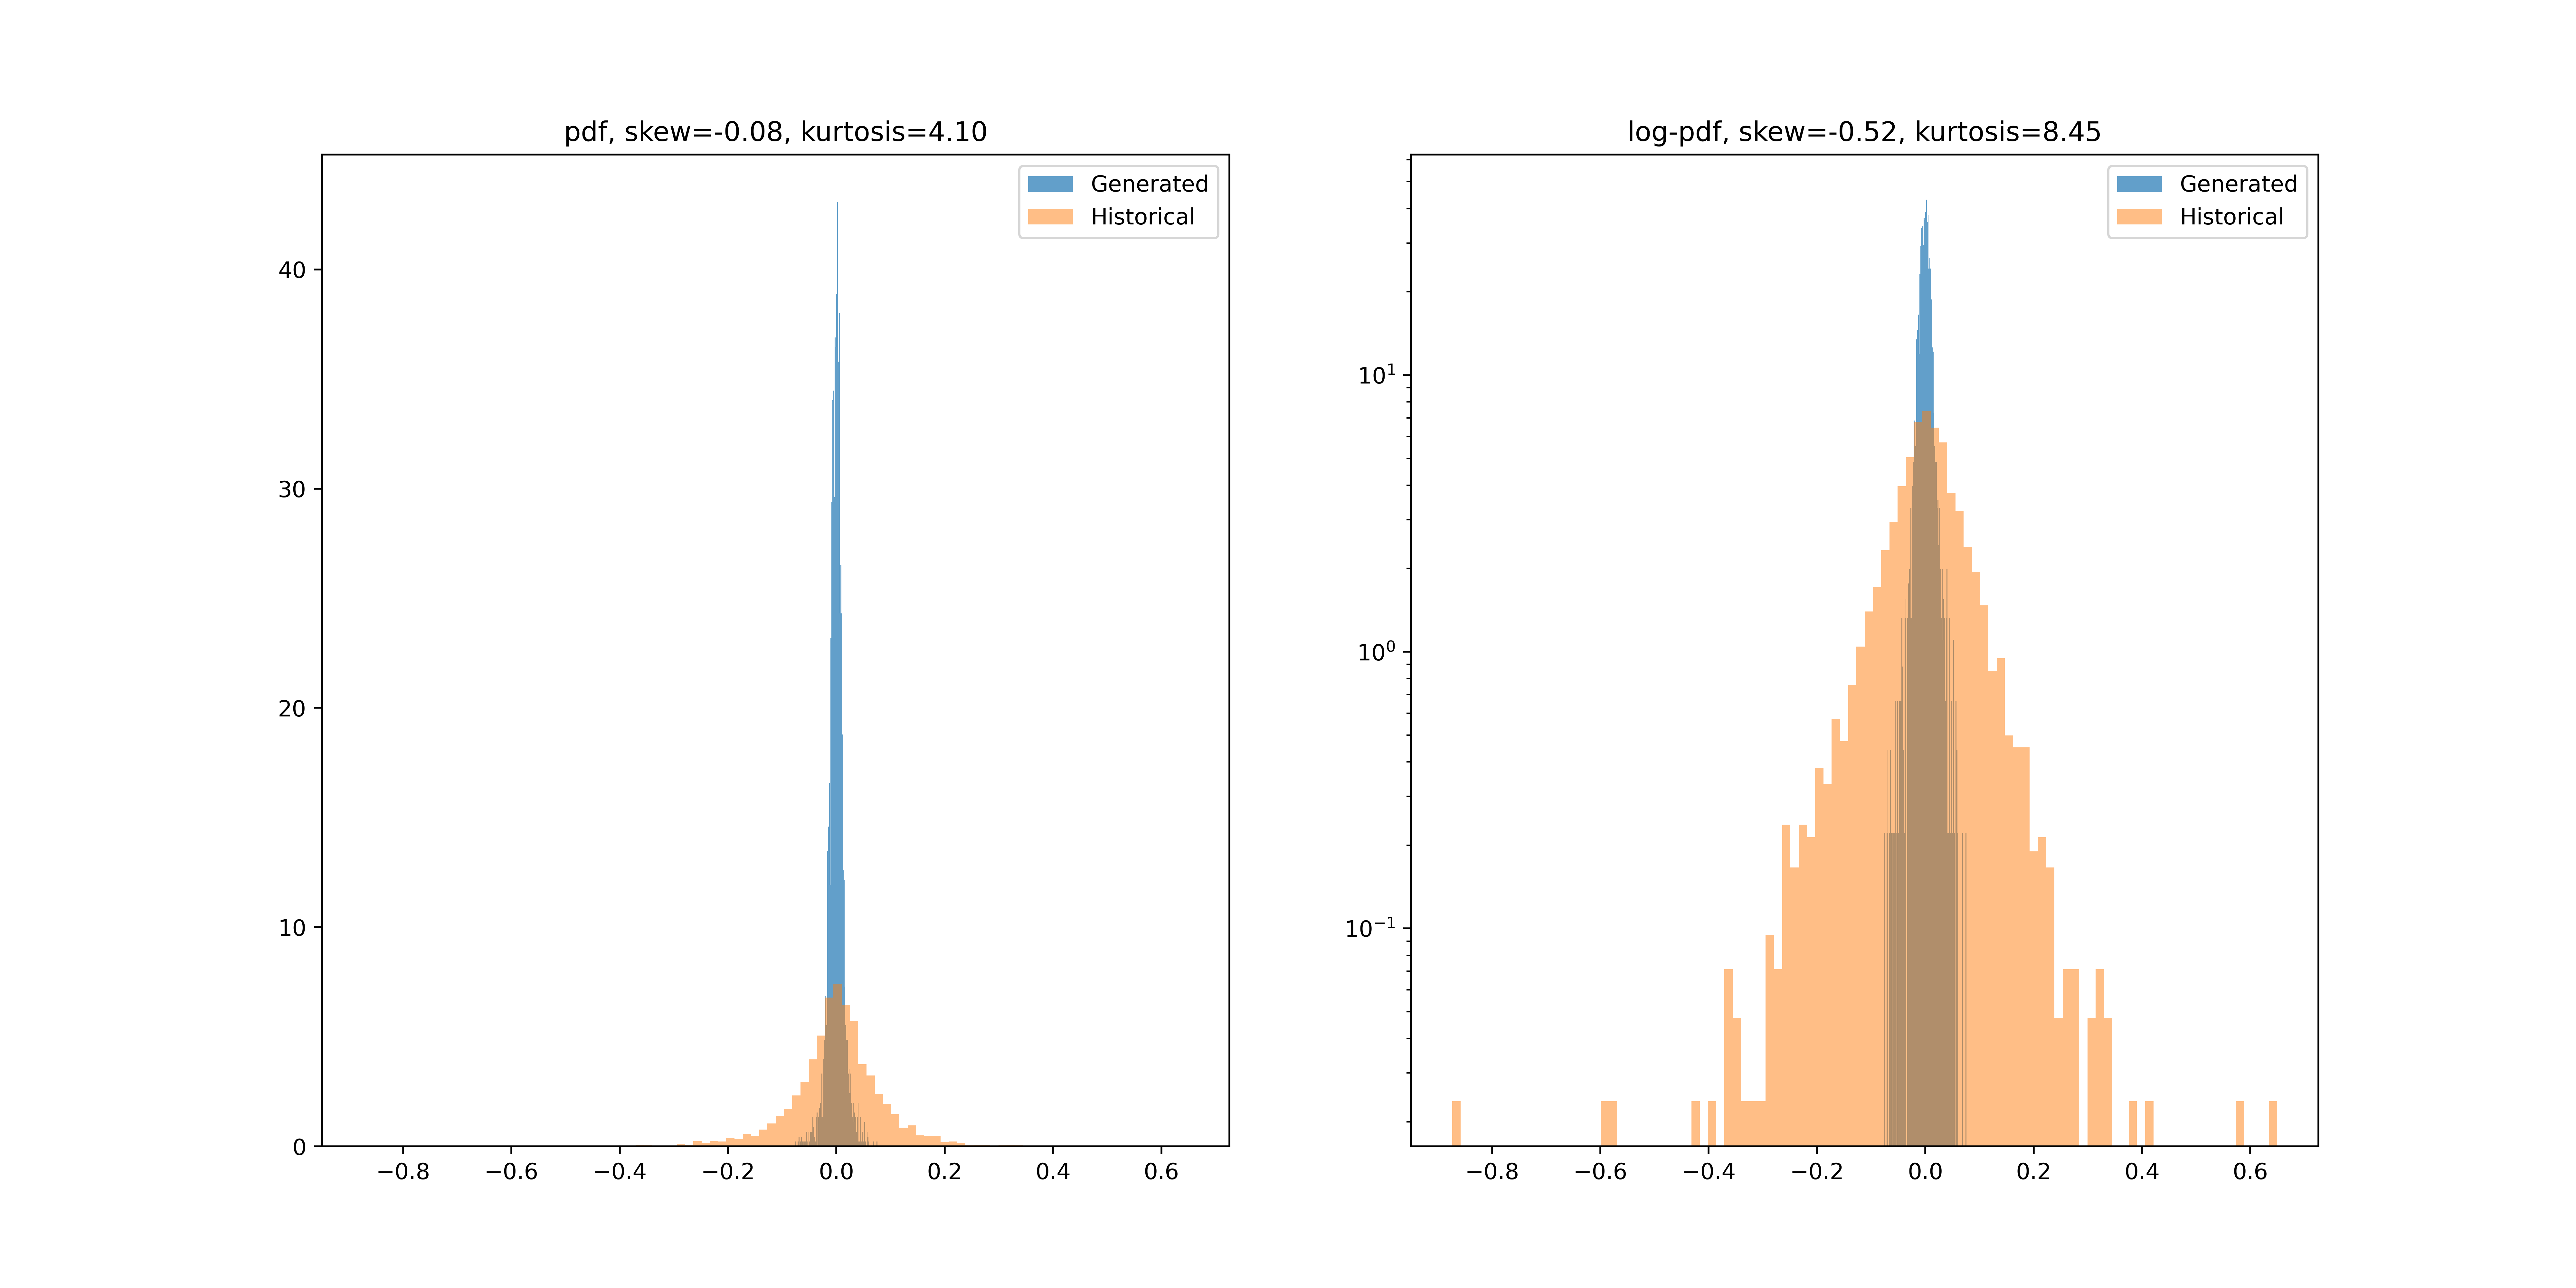 pdf, skew=-0.08, kurtosis=4.10
Generated
Historical
40
30
20
10
0
−0.8 −0.6 −0.4 −0.2 0.0 0.2 0.4 0.6
log-pdf, skew=-0.52, kurtosis=8.45
Generated
Historical
10¹
10⁰
10⁻¹
−0.8 −0.6 −0.4 −0.2 0.0 0.2 0.4 0.6